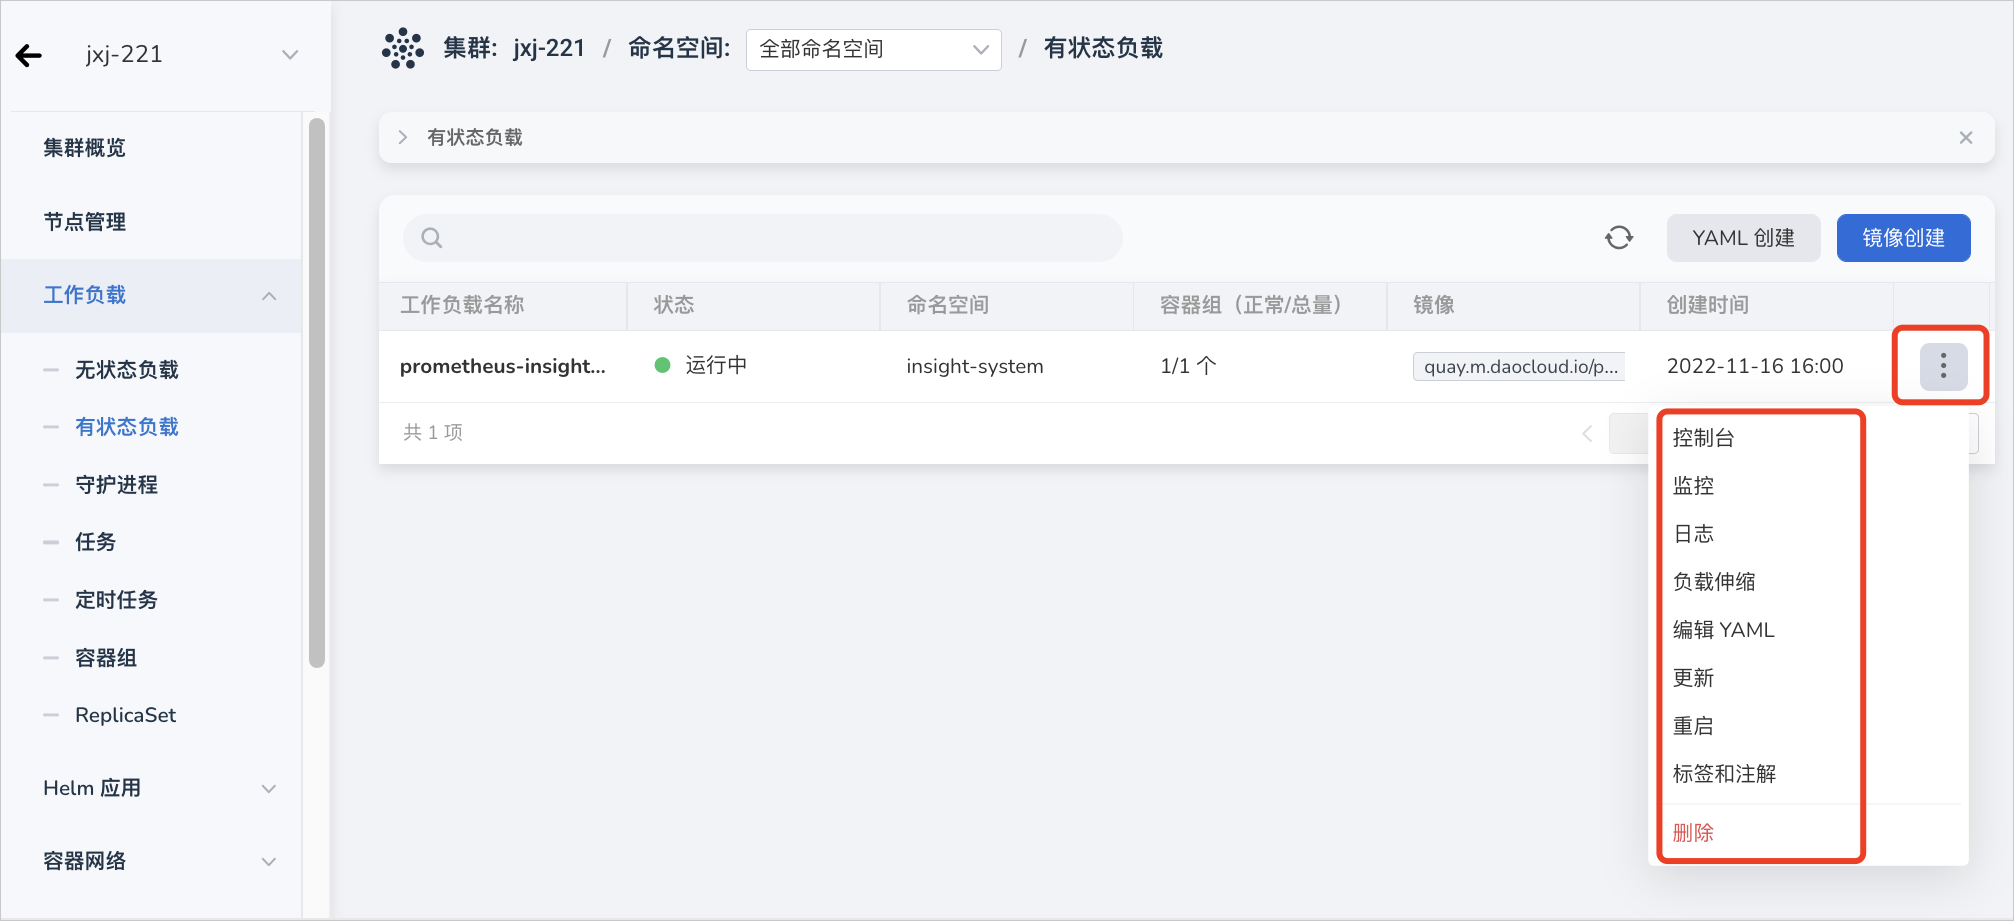 jxj-221
集群: jxj-221 / 命名空间: 全部命名空间 / 有状态负载
集群概览
节点管理
工作负载
无状态负载
有状态负载
守护进程
任务
定时任务
容器组
ReplicaSet
Helm 应用
容器网络
有状态负载
YAML 创建
镜像创建
工作负载名称 状态 命名空间 容器组（正常/总量） 镜像 创建时间
prometheus-insight... 运行中 insight-system 1/1 个 quay.m.daocloud.io/p... 2022-11-16 16:00
共 1 项
控制台
监控
日志
负载伸缩
编辑 YAML
更新
重启
标签和注解
删除